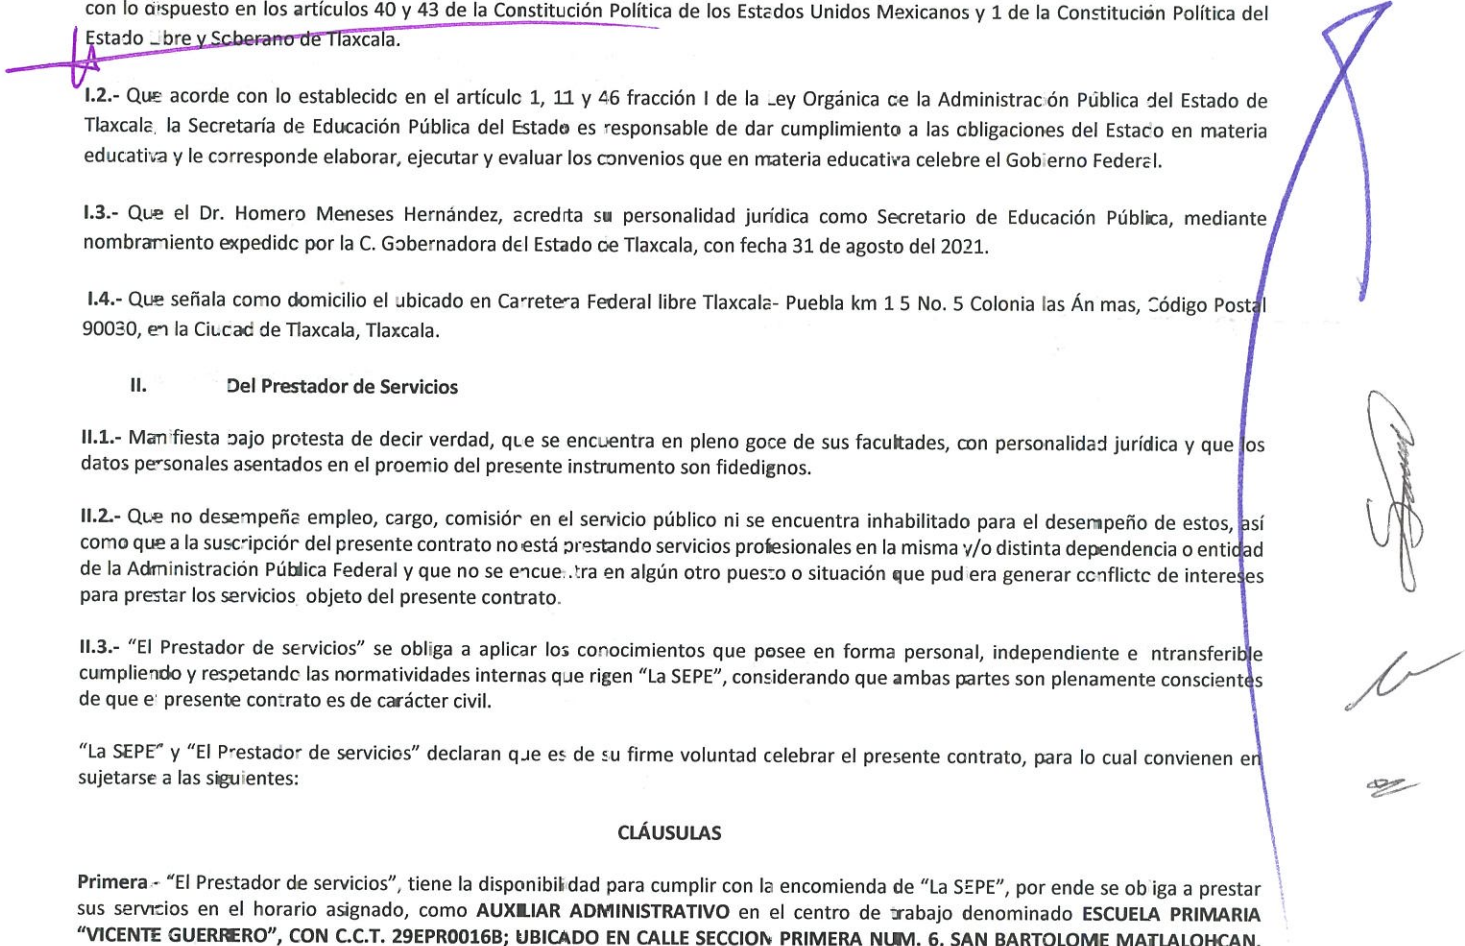 con lo dispuesto en los artículos 40 y 43 de la Constitución Política de los Estados Unidos Mexicanos y 1 de la Constitución Política del
Estado Libre y Soberano de Tlaxcala.
I.2.- Que acorde con lo establecido en el artículo 1, 11 y 46 fracción I de la Ley Orgánica de la Administración Pública del Estado de
Tlaxcala, la Secretaría de Educación Pública del Estado es responsable de dar cumplimiento a las obligaciones del Estado en materia
educativa y le corresponde elaborar, ejecutar y evaluar los convenios que en materia educativa celebre el Gobierno Federal.
I.3.- Que el Dr. Homero Meneses Hernández, acredita su personalidad jurídica como Secretario de Educación Pública, mediante
nombramiento expedido por la C. Gobernadora del Estado de Tlaxcala, con fecha 31 de agosto del 2021.
I.4.- Que señala como domicilio el ubicado en Carretera Federal libre Tlaxcala- Puebla km 1 5 No. 5 Colonia las Ánimas, Código Postal
90030, en la Ciudad de Tlaxcala, Tlaxcala.
II. Del Prestador de Servicios
II.1.- Manifiesta bajo protesta de decir verdad, que se encuentra en pleno goce de sus facultades, con personalidad jurídica y que los
datos personales asentados en el proemio del presente instrumento son fidedignos.
II.2.- Que no desempeña empleo, cargo, comisión en el servicio público ni se encuentra inhabilitado para el desempeño de estos, así
como que a la suscripción del presente contrato no está prestando servicios profesionales en la misma y/o distinta dependencia o entidad
de la Administración Pública Federal y que no se encuentra en algún otro puesto o situación que pudiera generar conflicto de intereses
para prestar los servicios objeto del presente contrato.
II.3.- “El Prestador de servicios” se obliga a aplicar los conocimientos que posee en forma personal, independiente e intransferible
cumpliendo y respetando las normatividades internas que rigen “La SEPE”, considerando que ambas partes son plenamente conscientes
de que el presente contrato es de carácter civil.
“La SEPE” y “El Prestador de servicios” declaran que es de su firme voluntad celebrar el presente contrato, para lo cual convienen en
sujetarse a las siguientes:
CLÁUSULAS
Primera.- “El Prestador de servicios”, tiene la disponibilidad para cumplir con la encomienda de “La SEPE”, por ende se obliga a prestar
sus servicios en el horario asignado, como AUXILIAR ADMINISTRATIVO en el centro de trabajo denominado ESCUELA PRIMARIA
“VICENTE GUERRERO”, CON C.C.T. 29EPR0016B; UBICADO EN CALLE SECCION PRIMERA NUM. 6, SAN BARTOLOME MATLALOHCAN,